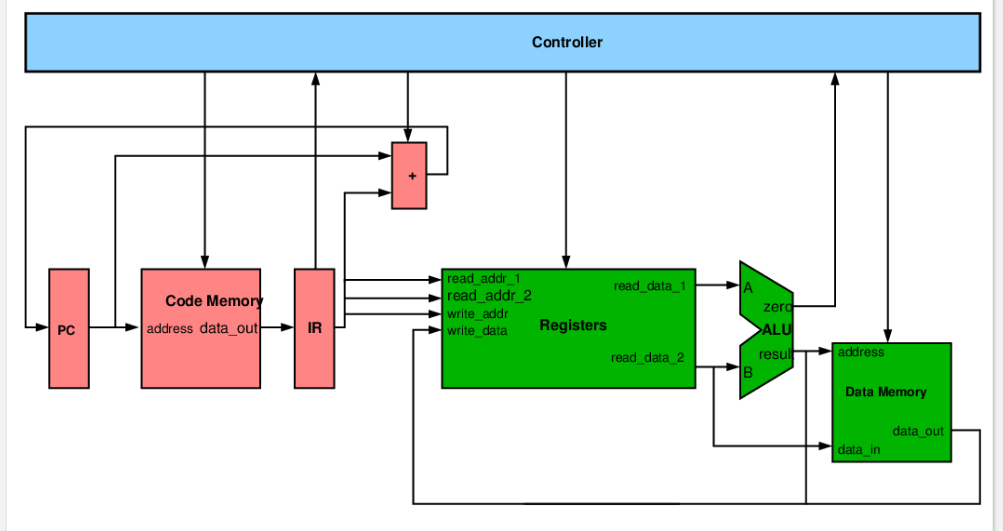 Controller
+
PC
Code Memory
address data_out
IR
read_addr_1
read_addr_2
write_addr
write_data
Registers
read_data_1
read_data_2
A
zero
ALU
result
B
address
Data Memory
data_out
data_in